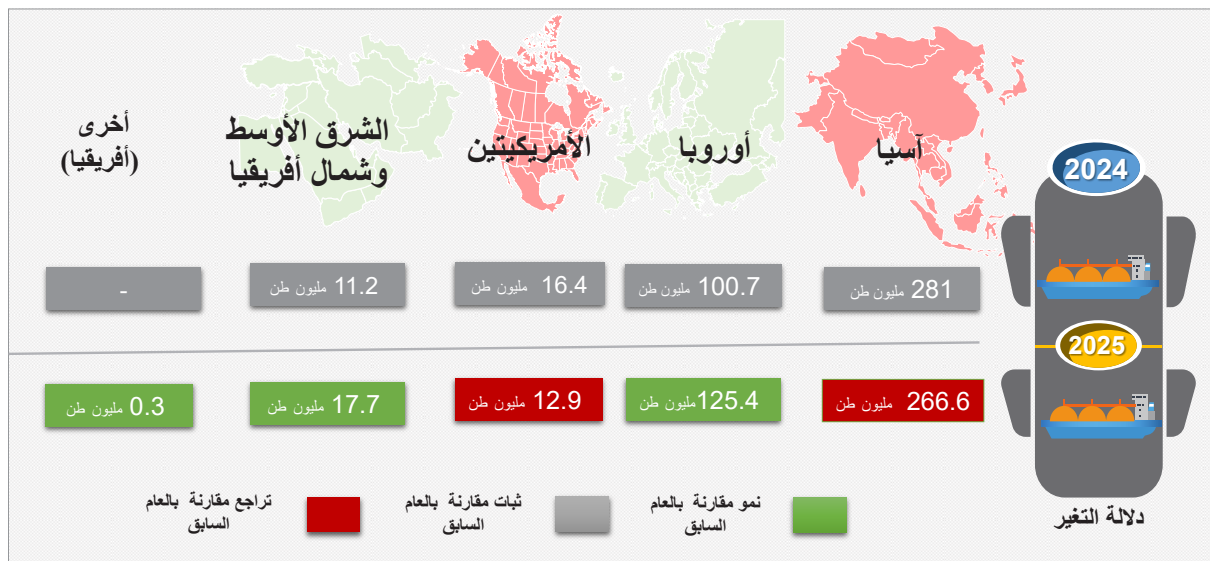 آسيا
أوروبا
الأمريكيتين
الشرق الأوسط
وشمال أفريقيا
أخرى
(أفريقيا)
2024
281 مليون طن
100.7 مليون طن
16.4 مليون طن
11.2 مليون طن
-
2025
266.6 مليون طن
125.4مليون طن
12.9 مليون طن
17.7 مليون طن
0.3 مليون طن
دلالة التغير
نمو مقارنة بالعام
السابق
ثبات مقارنة بالعام
السابق
تراجع مقارنة بالعام
السابق